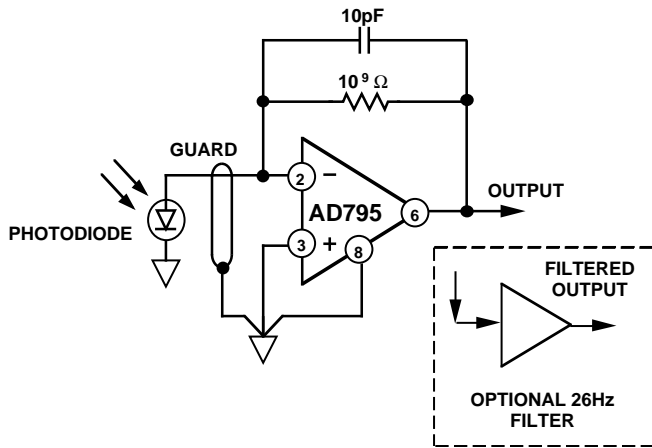 10pF
10⁹ Ω
GUARD
PHOTODIODE
2
−
AD795
3
+
8
6
OUTPUT
FILTERED
OUTPUT
OPTIONAL 26Hz
FILTER